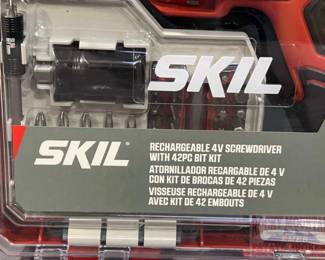 SKIL
SKIL®
RECHARGEABLE 4V SCREWDRIVER
WITH 42PC BIT KIT
ATORNILLADOR RECARGABLE DE 4 V
CON KIT DE BROCAS DE 42 PIEZAS
VISSEUSE RECHARGEABLE DE 4 V
AVEC KIT DE 42 EMBOUTS